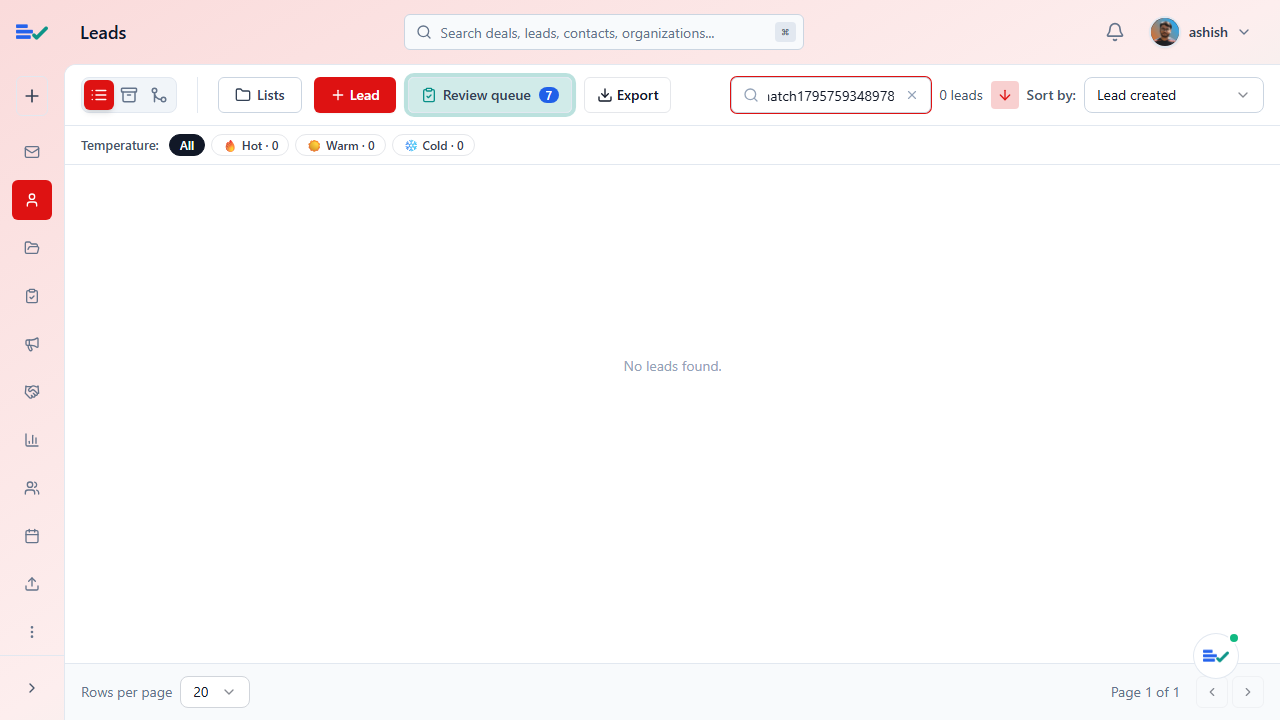 Leads
Search deals, leads, contacts, organizations...
⌘
ashish
Lists
Lead
Review queue 7
Export
atch1795759348978
0 leads
Sort by:
Lead created
Temperature:
All
Hot · 0
Warm · 0
Cold · 0
No leads found.
Rows per page
20
Page 1 of 1